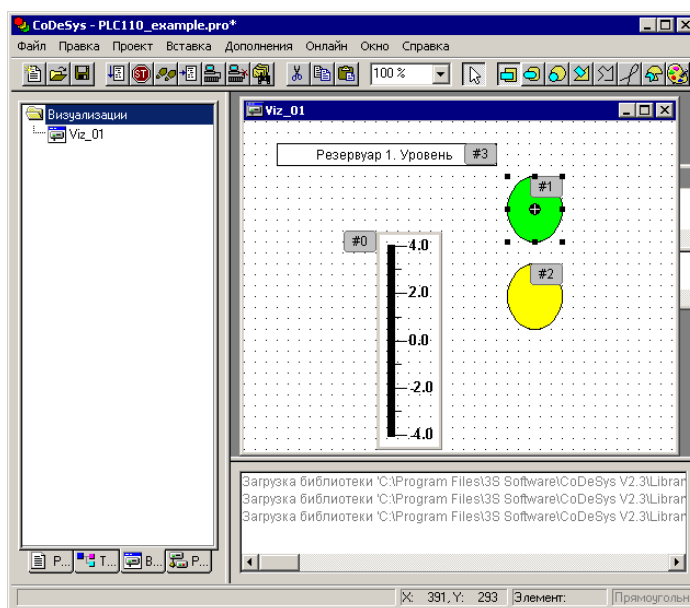 CoDeSys - PLC110_example.pro*
Файл Правка Проект Вставка Дополнения Онлайн Окно Справка
100 %
Визуализации
Viz_01
Viz_01
Резервуар 1. Уровень #3
#1
#0
4.0
#2
2.0
0.0
-2.0
-4.0
Загрузка библиотеки 'C:\Program Files\3S Software\CoDeSys V2.3\Librar
Загрузка библиотеки 'C:\Program Files\3S Software\CoDeSys V2.3\Librar
Загрузка библиотеки 'C:\Program Files\3S Software\CoDeSys V2.3\Librar
Р... Т... В... Р...
X: 391, Y: 293 Элемент: Прямоугольн